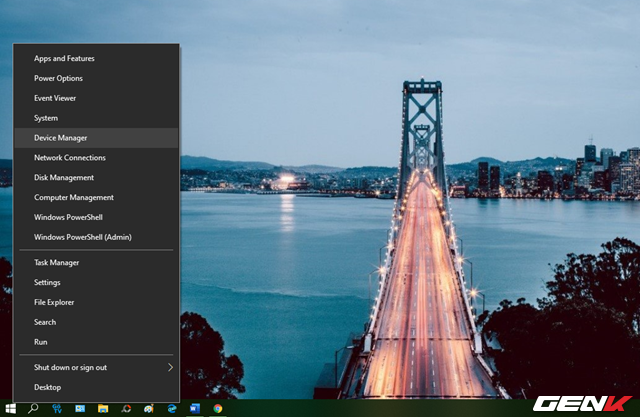 Apps and Features
Power Options
Event Viewer
System
Device Manager
Network Connections
Disk Management
Computer Management
Windows PowerShell
Windows PowerShell (Admin)
Task Manager
Settings
File Explorer
Search
Run
Shut down or sign out
Desktop
GENK